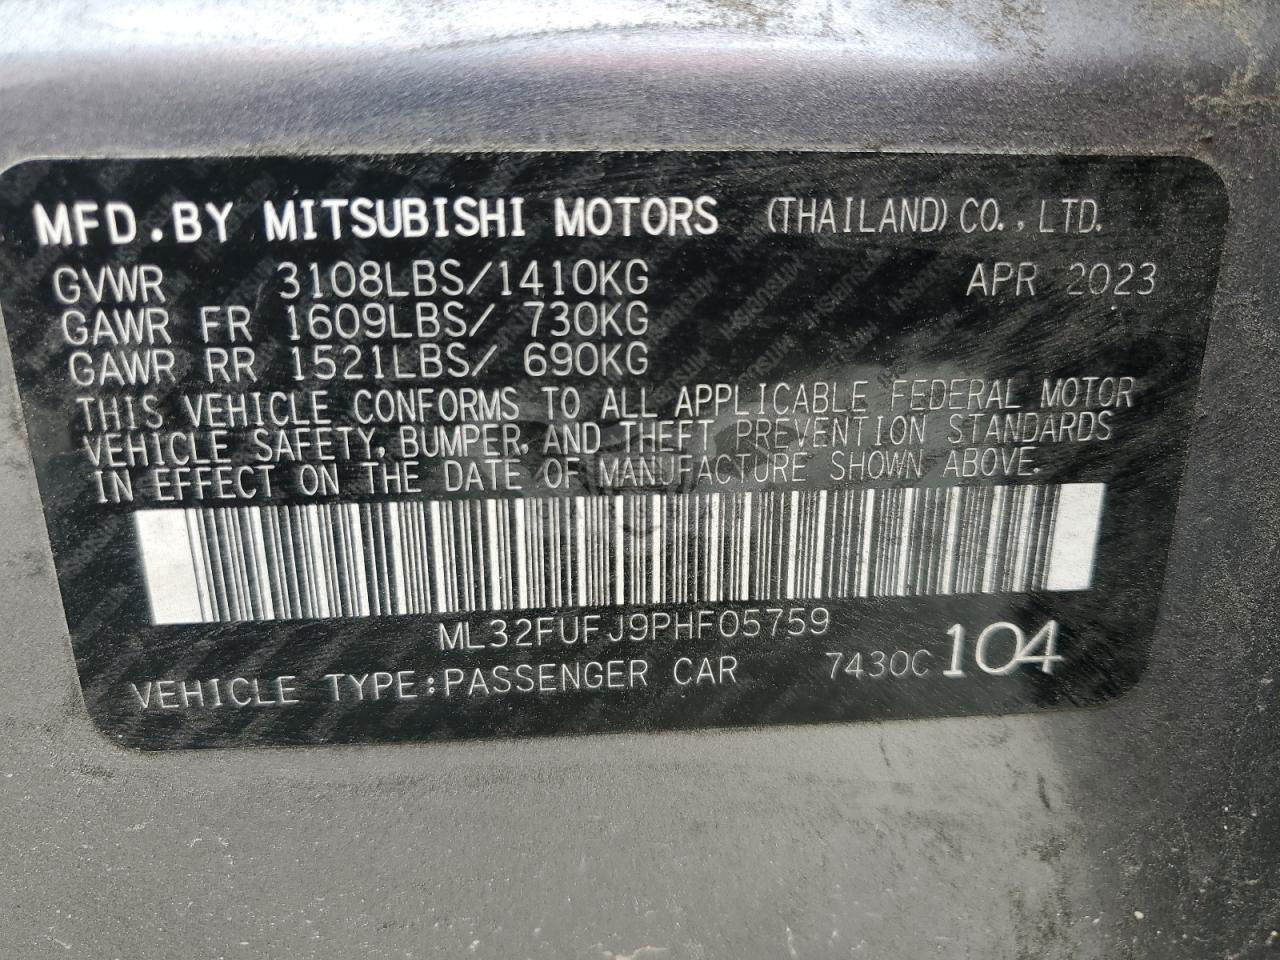 MFD.BY MITSUBISHI MOTORS (THAILAND) CO., LTD.
GVWR 3108LBS/1410KG APR 2023
GAWR FR 1609LBS/ 730KG
GAWR RR 1521LBS/ 690KG
THIS VEHICLE CONFORMS TO ALL APPLICABLE FEDERAL MOTOR
VEHICLE SAFETY, BUMPER, AND THEFT PREVENTION STANDARDS
IN EFFECT ON THE DATE OF MANUFACTURE SHOWN ABOVE.
ML32FUFJ9PHF05759
VEHICLE TYPE:PASSENGER CAR 7430C 104